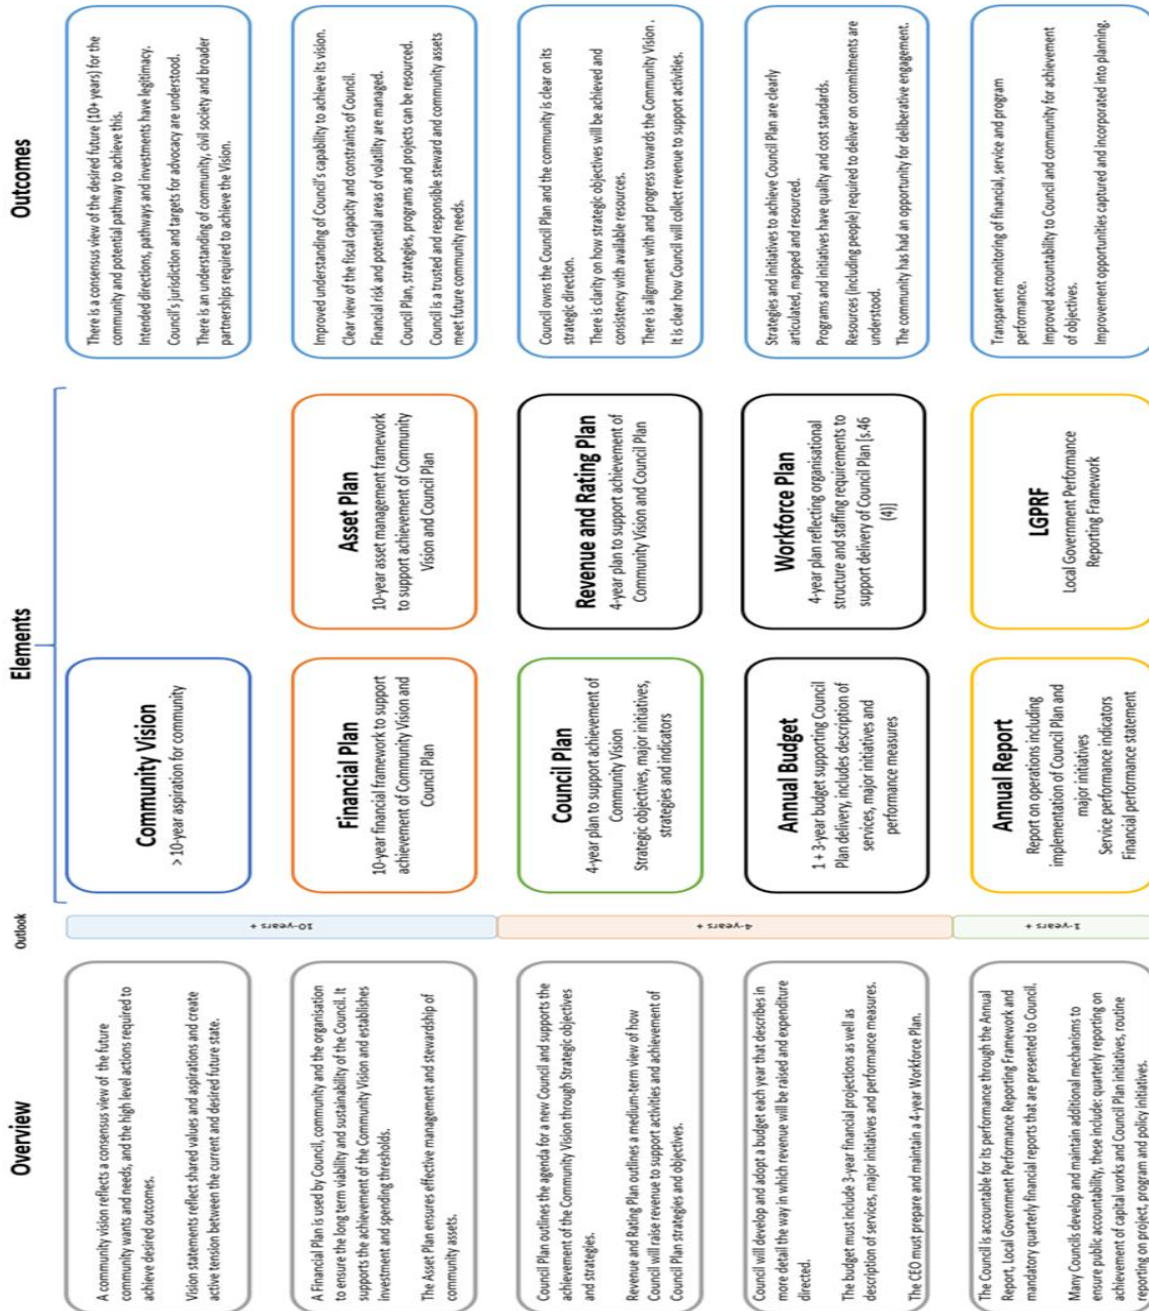 Overview
Outlook
Elements
Outcomes
A community vision reflects a consensus view of the future
community wants and needs, and the high level actions required to
achieve desired outcomes.
Vision statements reflect shared values and aspirations and create
active tension between the current and desired future state.
10-years +
Community Vision
> 10-year aspiration for community
There is a consensus view of the desired future (10+ years) for the
community and potential pathway to achieve this.
Intended directions, pathways and investments have legitimacy.
Council's jurisdiction and targets for advocacy are understood.
There is an understanding of community, civil society and broader
partnerships required to achieve the Vision.
A Financial Plan is used by Council, community and the organisation
to ensure the long term viability and sustainability of the Council. It
supports the achievement of the Community Vision and establishes
investment and spending thresholds.
The Asset Plan ensures effective management and stewardship of
community assets.
Financial Plan
10-year financial framework to support
achievement of Community Vision and
Council Plan
Asset Plan
10-year asset management framework
to support achievement of Community
Vision and Council Plan
Improved understanding of Council's capability to achieve its vision.
Clear view of the fiscal capacity and constraints of Council.
Financial risk and potential areas of volatility are managed.
Council Plan, strategies, programs and projects can be resourced.
Council is a trusted and responsible steward and community assets
meet future community needs.
Council Plan outlines the agenda for a new Council and supports the
achievement of the Community Vision through Strategic objectives
and strategies.
Revenue and Rating Plan outlines a medium-term view of how
Council will raise revenue to support activities and achievement of
Council Plan strategies and objectives.
4-years +
Council Plan
4-year plan to support achievement of
Community Vision
Strategic objectives, major initiatives,
strategies and indicators
Revenue and Rating Plan
4-year plan to support achievement of
Community Vision and Council Plan
Council owns the Council Plan and the community is clear on its
strategic direction.
There is clarity on how strategic objectives will be achieved and
consistency with available resources.
There is alignment with and progress towards the Community Vision .
It is clear how Council will collect revenue to support activities.
Council will develop and adopt a budget each year that describes in
more detail the way in which revenue will be raised and expenditure
directed.
The budget must include 3-year financial projections as well as
description of services, major initiatives and performance measures.
The CEO must prepare and maintain a 4-year Workforce Plan.
Annual Budget
1 + 3-year budget supporting Council
Plan delivery, includes description of
services, major initiatives and
performance measures
Workforce Plan
4-year plan reflecting organisational
structure and staffing requirements to
support delivery of Council Plan [s.46
(4)]
Strategies and initiatives to achieve Council Plan are clearly
articulated, mapped and resourced.
Programs and initiatives have quality and cost standards.
Resources (including people) required to deliver on commitments are
understood.
The community has had an opportunity for deliberative engagement.
The Council is accountable for its performance through the Annual
Report, Local Government Performance Reporting Framework and
mandatory quarterly financial reports that are presented to Council.
Many Councils develop and maintain additional mechanisms to
ensure public accountability, these include: quarterly reporting on
achievement of capital works and Council Plan initiatives, routine
reporting on project, program and policy initiatives.
1-years +
Annual Report
Report on operations including
implementation of Council Plan and
major initiatives
Service performance indicators
Financial performance statement
LGPRF
Local Government Performance
Reporting Framework
Transparent monitoring of financial, service and program
performance.
Improved accountability to Council and community for achievement
of objectives.
Improvement opportunities captured and incorporated into planning.